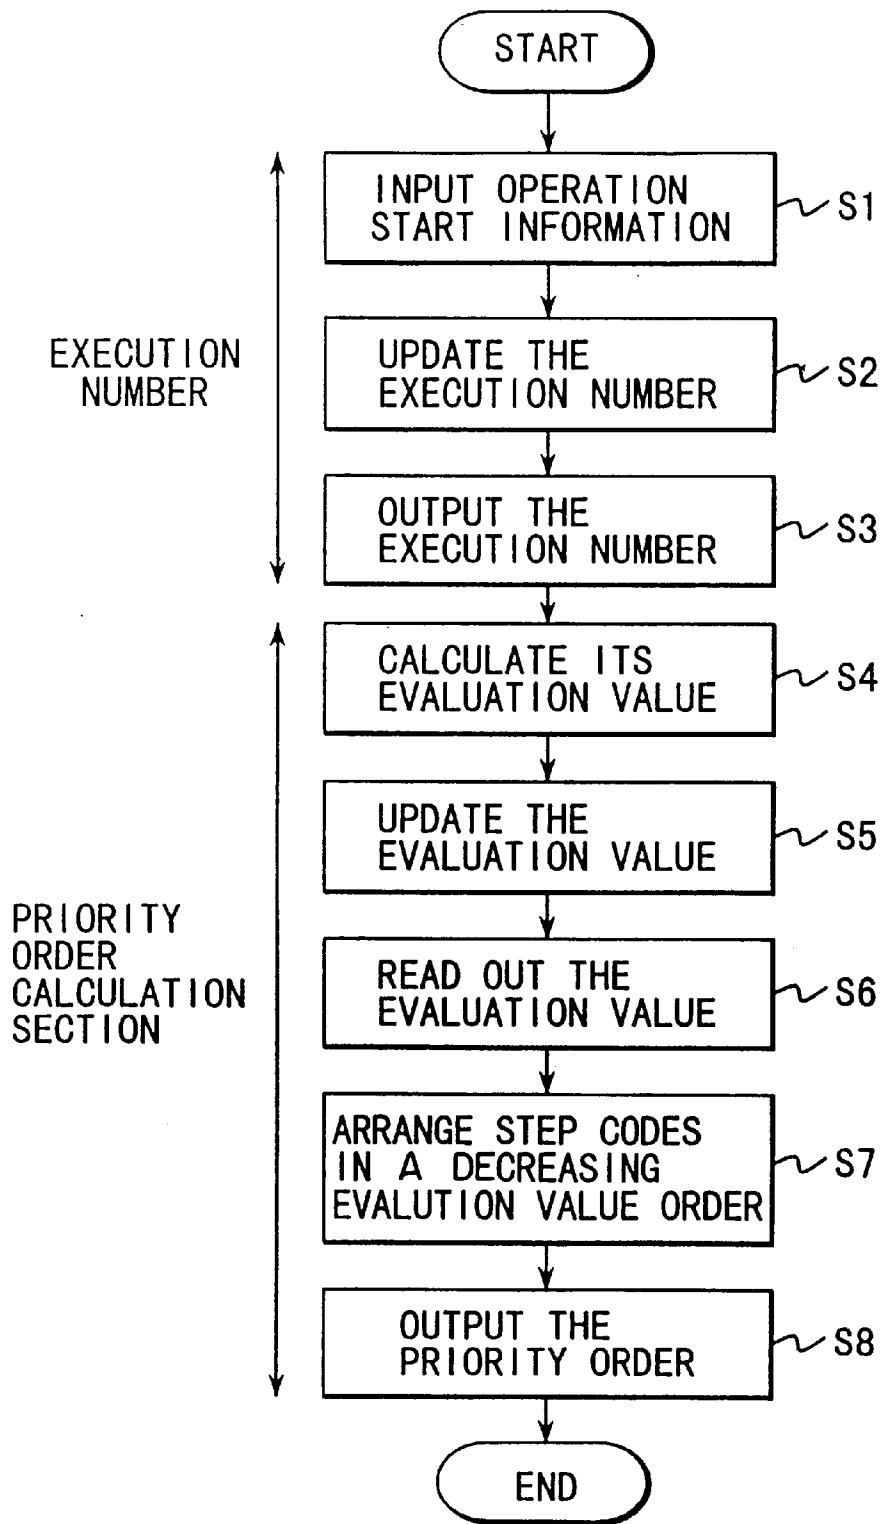 START
INPUT OPERATION
START INFORMATION
S1
EXECUTION
NUMBER
UPDATE THE
EXECUTION NUMBER
S2
OUTPUT THE
EXECUTION NUMBER
S3
CALCULATE ITS
EVALUATION VALUE
S4
UPDATE THE
EVALUATION VALUE
S5
PRIORITY
ORDER
CALCULATION
SECTION
READ OUT THE
EVALUATION VALUE
S6
ARRANGE STEP CODES
IN A DECREASING
EVALUTION VALUE ORDER
S7
OUTPUT THE
PRIORITY ORDER
S8
END